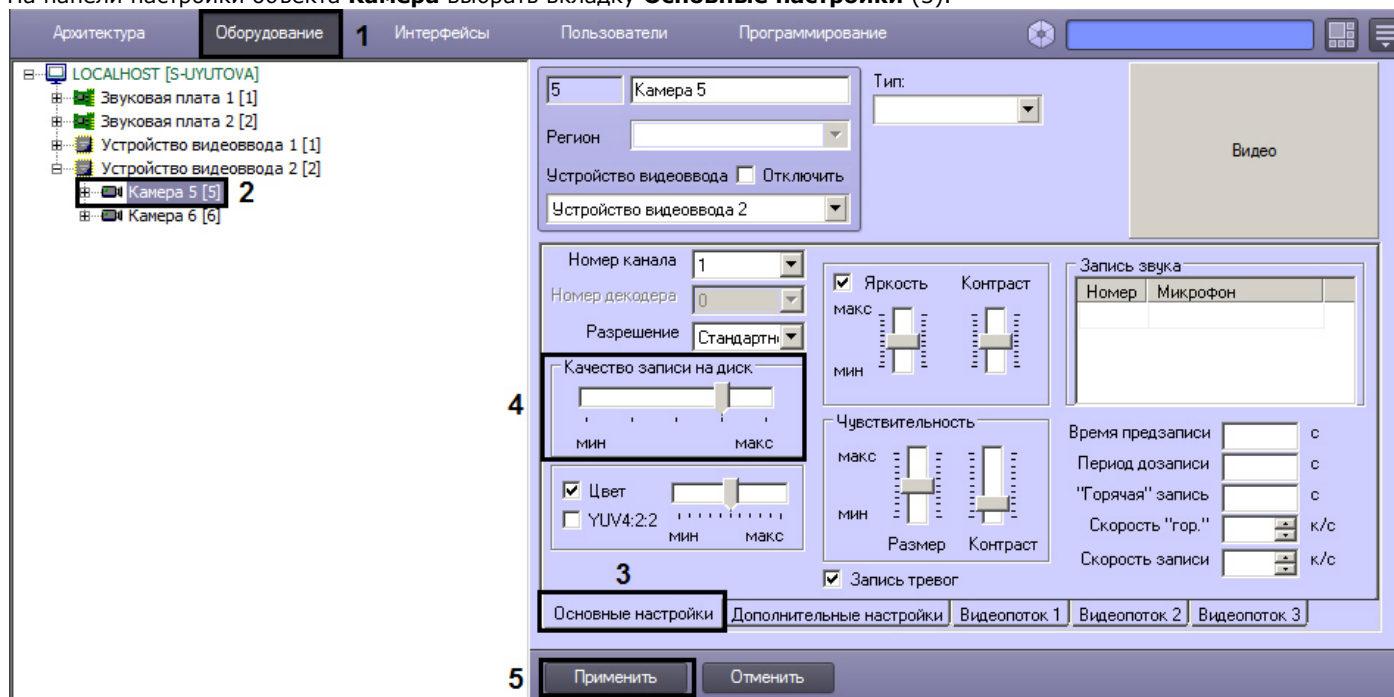 На панели настройки объекта Камера выбрать вкладку Основные настройки (3).
Архитектура Оборудование 1 Интерфейсы Пользователи Программирование
LOCALHOST [S-UYUTOVA]
Звуковая плата 1 [1]
Звуковая плата 2 [2]
Устройство видеоввода 1 [1]
Устройство видеоввода 2 [2]
Камера 5 [5] 2
Камера 6 [6]
5 Камера 5
Тип:
Регион
Устройство видеоввода Отключить
Устройство видеоввода 2
Видео
Номер канала 1
Номер декодера 0
Разрешение Стандартн
Качество записи на диск
4
мин макс
Цвет
YUV4:2:2
мин макс
3
Яркость Контраст
макс
мин
Чувствительность
макс
мин
Размер Контраст
Запись тревог
Запись звука
Номер Микрофон
Время предзаписи с
Период дозаписи с
"Горячая" запись с
Скорость "гор." к/с
Скорость записи к/с
Основные настройки Дополнительные настройки Видеопоток 1 Видеопоток 2 Видеопоток 3
5 Применить Отменить